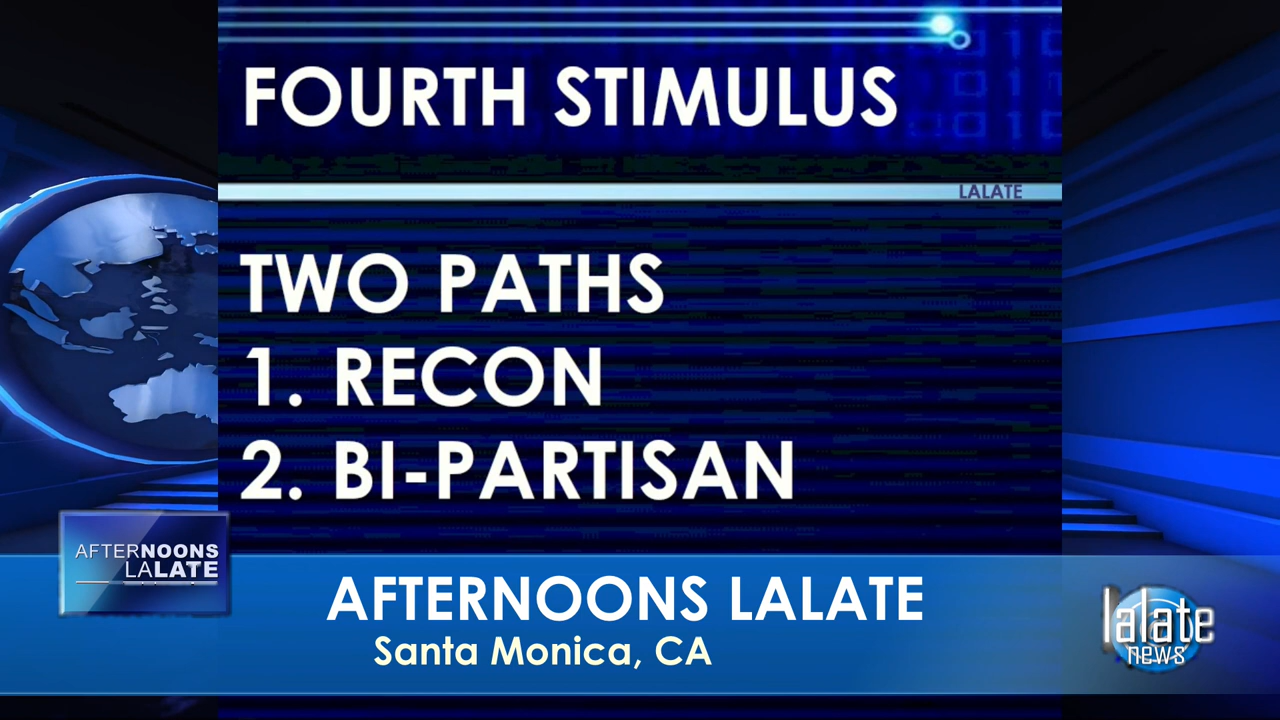 FOURTH STIMULUS
LALATE
TWO PATHS
1. RECON
2. BI-PARTISAN
AFTERNOONS
LALATE
AFTERNOONS LALATE
Santa Monica, CA
lalate
news